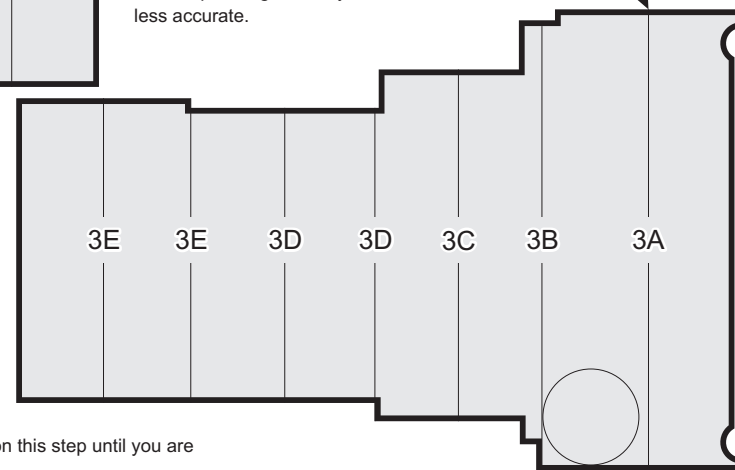 less accurate.
3E 3E 3D 3D 3C 3B 3A
on this step until you are